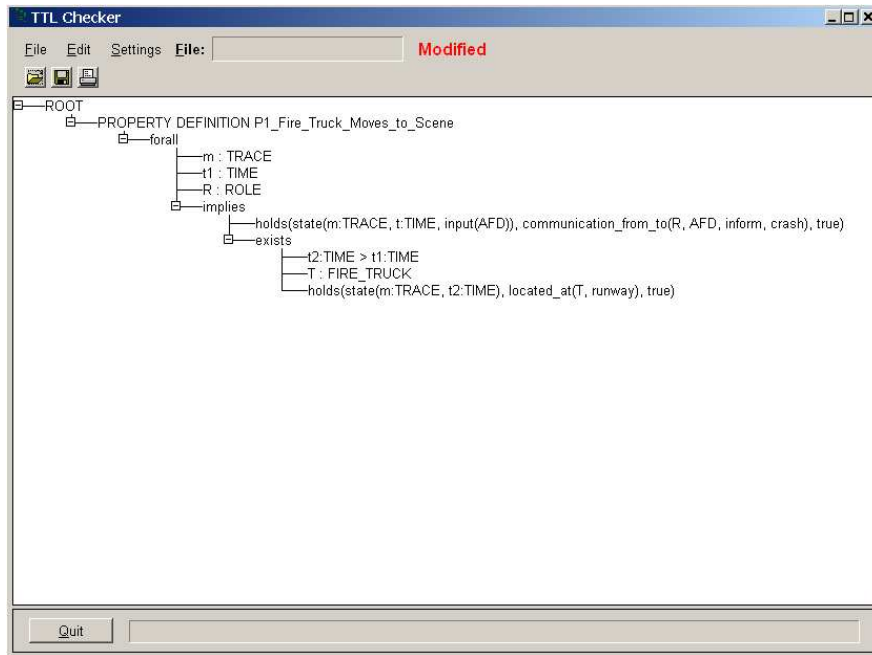 TTL Checker
File Edit Settings File: Modified
ROOT
PROPERTY DEFINITION P1_Fire_Truck_Moves_to_Scene
forall
m : TRACE
t1 : TIME
R : ROLE
implies
holds(state(m:TRACE, t:TIME, input(AFD)), communication_from_to(R, AFD, inform, crash), true)
exists
t2:TIME > t1:TIME
T : FIRE_TRUCK
holds(state(m:TRACE, t2:TIME), located_at(T, runway), true)
Quit